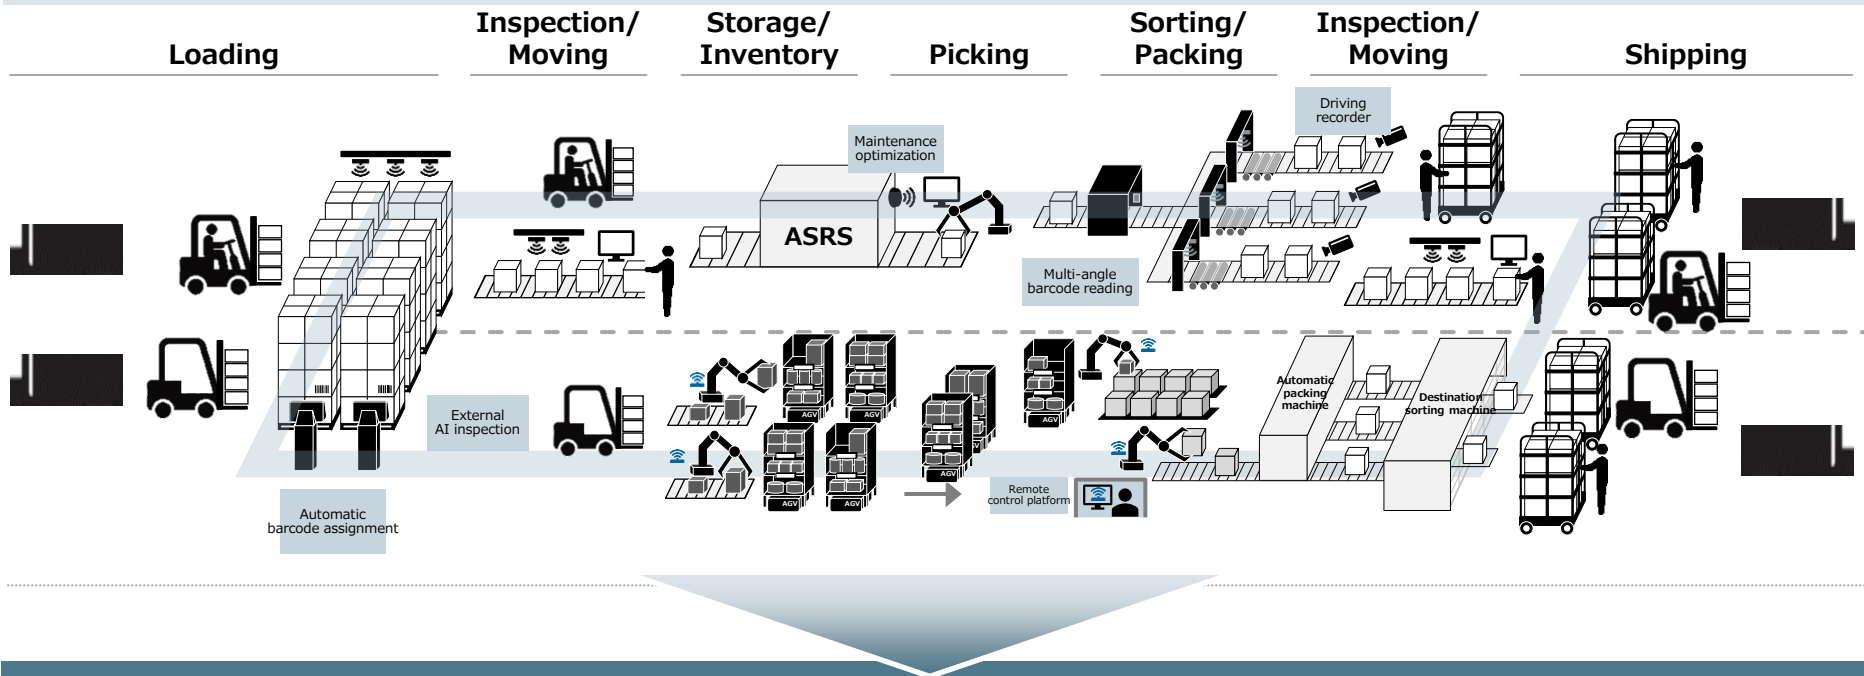 Loading
Inspection/
Moving
Storage/
Inventory
Picking
Sorting/
Packing
Inspection/
Moving
Shipping
Driving
recorder
Maintenance
optimization
ASRS
Multi-angle
barcode reading
External
AI inspection
Automatic
barcode assignment
AGV
AGV
AGV
AGV
AGV
AGV
AGV
Remote
control platform
Automatic
packing
machine
Destination
sorting machine